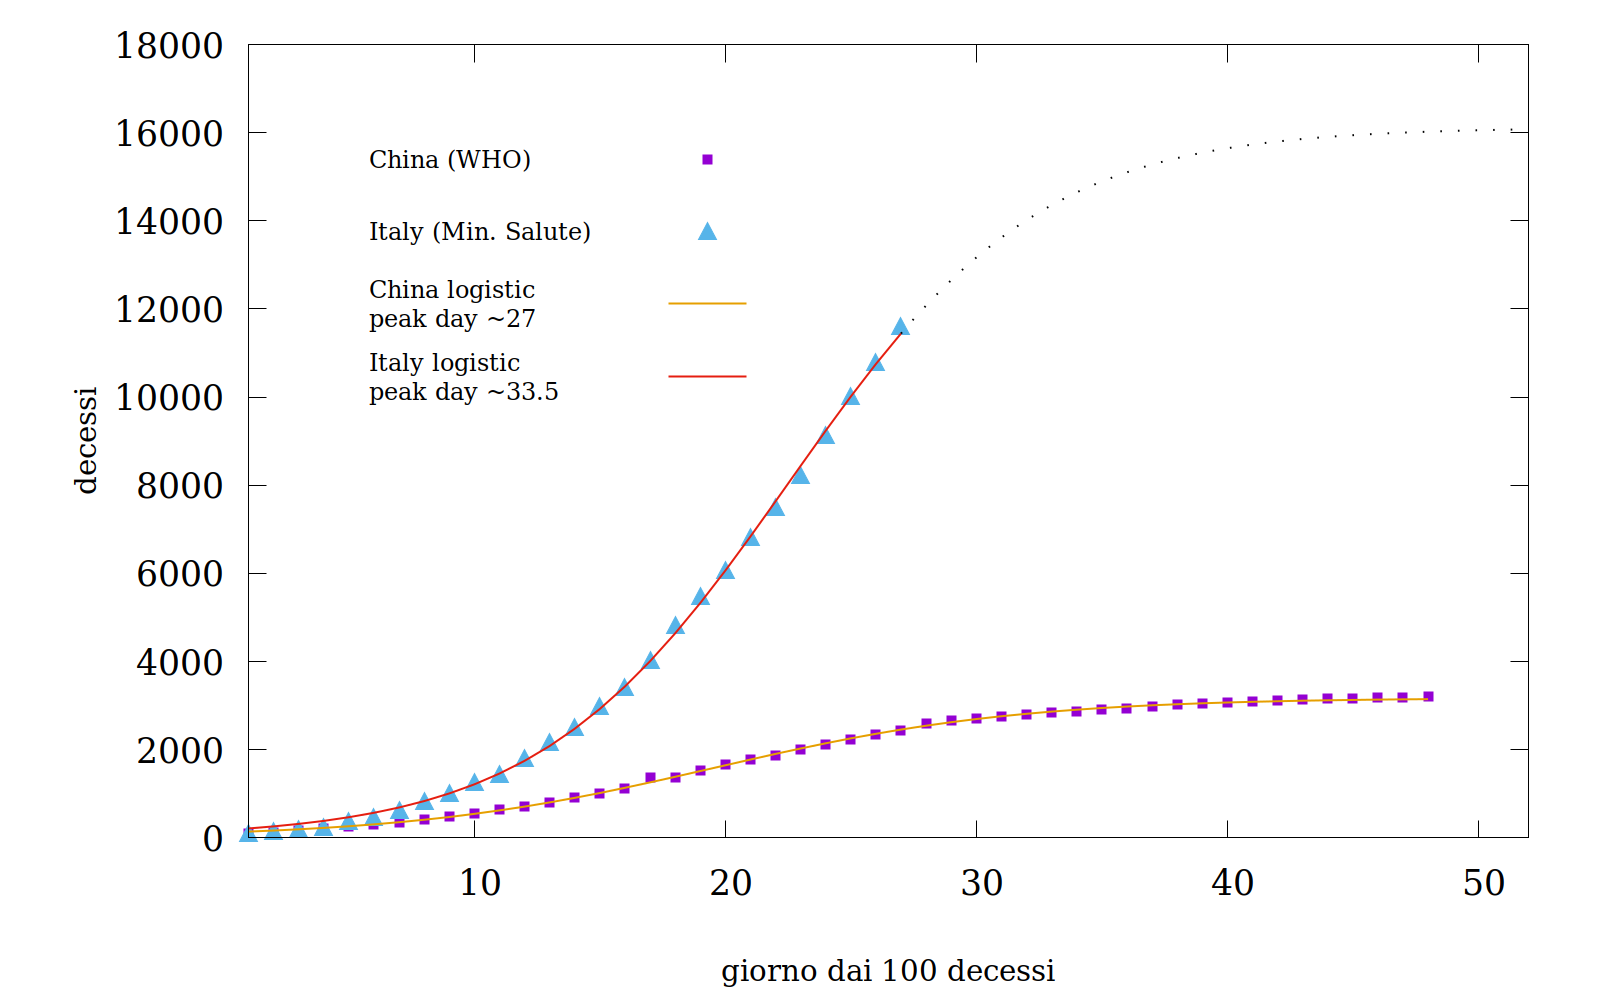 18000
16000
14000
12000
10000
8000
6000
4000
2000
0
decessi
China (WHO)
Italy (Min. Salute)
China logistic
peak day ~27
Italy logistic
peak day ~33.5
10 20 30 40 50
giorno dai 100 decessi